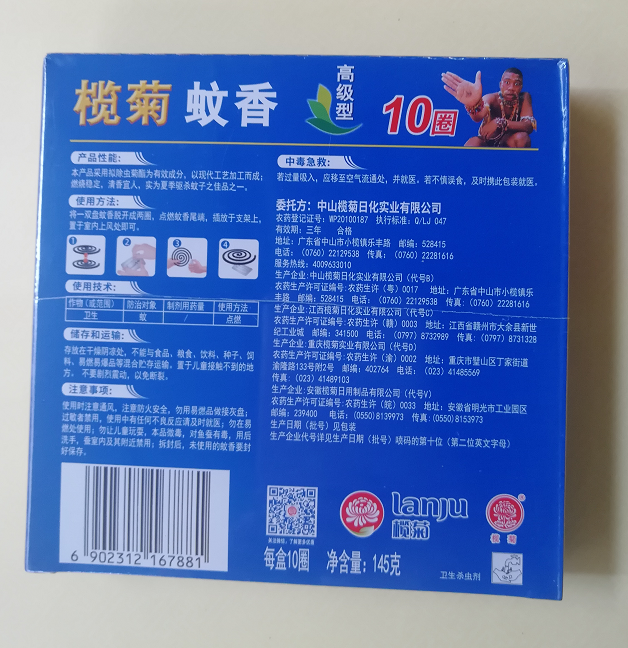 榄菊 蚊香
高级型
10圈
产品性能:
本产品采用拟除虫菊酯为有效成分，以现代工艺加工而成；
燃烧稳定，清香宜人，实为夏季驱杀蚊子之佳品之一。
使用方法:
将一双盘蚊香脱开成两圈，点燃蚊香尾端，插放于支架上，
置于室内上风处即可。
1 2 3 4
使用技术:
作物（或范围） 防治对象 制剂用药量 使用方法
卫生 蚊 / 点燃
储存和运输:
存放在干燥阴凉处，不能与食品，粮食，饮料，种子，饲
料，易燃易爆品等混合贮存运输，置于儿童接触不到的地
方. 不要剧烈震动，以免断裂。
注意事项:
使用时注意通风，注意防火安全，勿用易燃品做接灰盘；
过敏者禁用，使用中有任何不良反应请及时就医；勿在易
燃处使用；勿让儿童玩耍，本品微毒，对鱼蚕有毒，用后
洗手，蚕室内及其附近禁用；拆封后，未使用的蚊香要封
好保存。
6 902312 167881
中毒急救:
若过量吸入，应移至空气流通处，并就医。若不慎误食，及时携此包装就医。
委托方：中山榄菊日化实业有限公司
农药登记证号：WP20100187 执行标准：Q/LJ 047
有效期：三年 合格
地址：广东省中山市小榄镇乐丰路 邮编：528415
电话：(0760) 22129538 传真：(0760) 22281616
服务热线：4009633010
生产企业:中山榄菊日化实业有限公司（代号B）
农药生产许可证编号:农药生许（粤）0017 地址：广东省中山市小榄镇乐
丰路 邮编：528415 电话：(0760) 22129538 传真：(0760) 22281616
生产企业:江西榄菊日化实业有限公司（代号C）
农药生产许可证编号:农药生许（赣）0003 地址：江西省赣州市大余县新世
纪工业城 邮编：341500 电话：(0797) 8732989 传真：(0797) 8731328
生产企业:重庆榄菊实业有限公司（代号D）
农药生产许可证编号:农药生许（渝）0002 地址：重庆市璧山区丁家街道
渝隆路133号附2号 邮编：402764 电话：(023) 41485569
传真：(023) 41489103
生产企业:安徽榄菊日用制品有限公司（代号V）
农药生产许可证编号:农药生许（皖）0033 地址：安徽省明光市工业园区
邮编：239400 电话：(0550)8139973 传真：(0550)8153973
生产日期（批号）见包装
生产企业代号详见生产日期（批号）喷码的第十位（第二位英文字母）
lanju
榄菊
榄菊
每盒10圈 净含量：145克
卫生杀虫剂